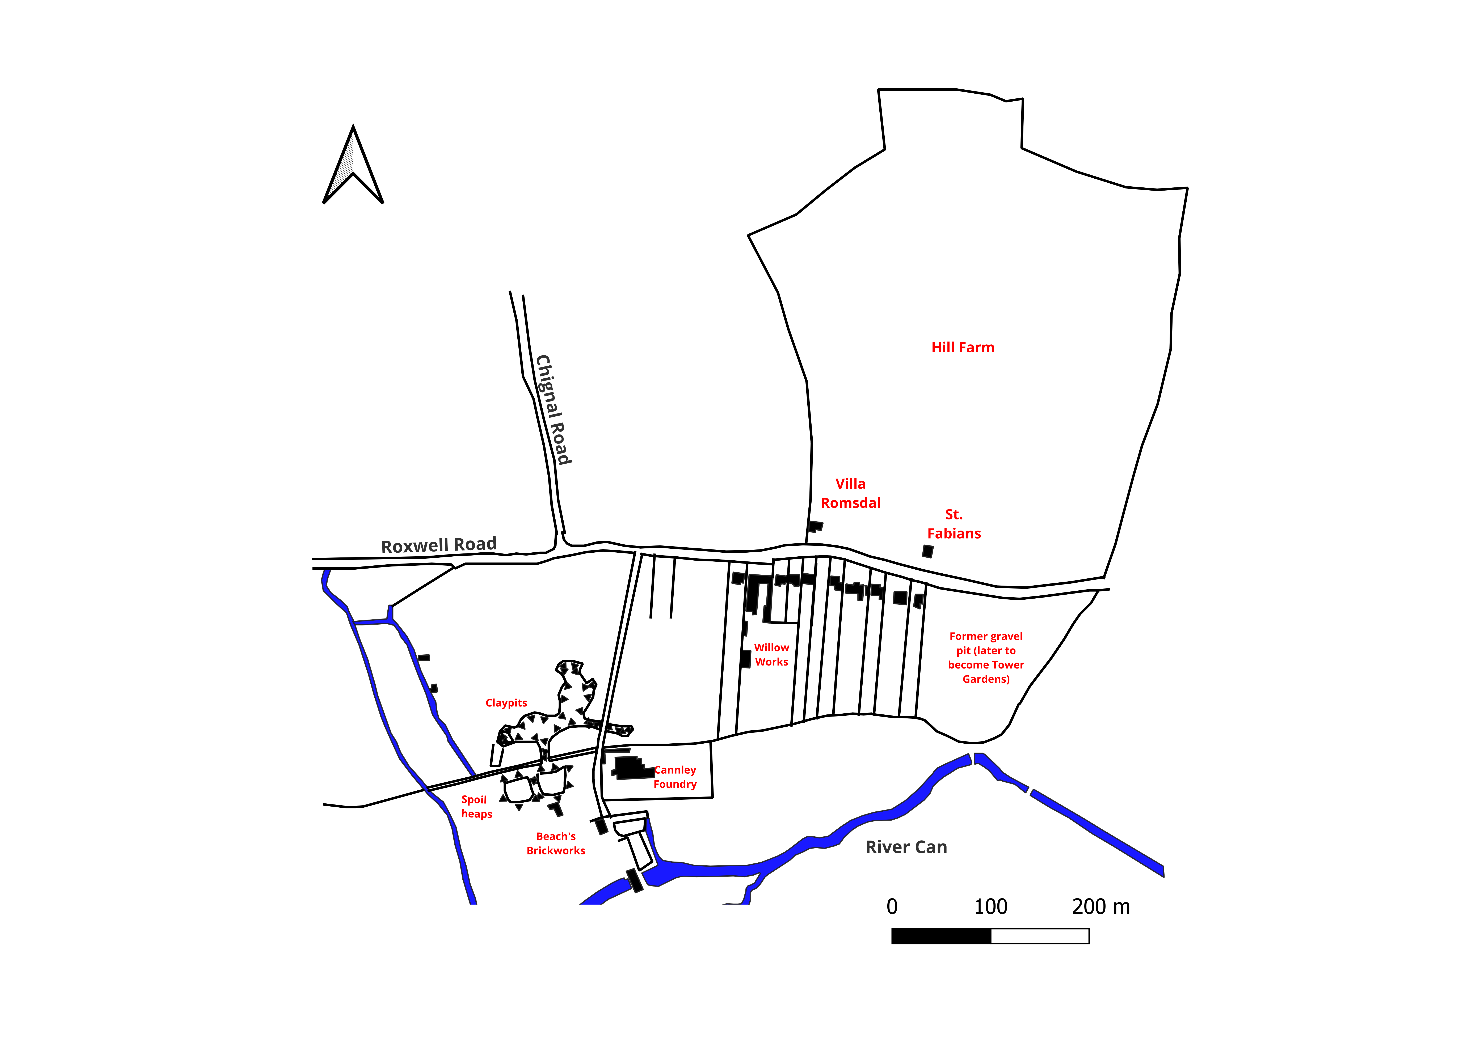 Hill Farm
Chignal Road
Villa
Romsdal
St.
Fabians
Roxwell Road
Former gravel
pit (later to
become Tower
Gardens)
Willow
Works
Claypits
Cannley
Foundry
Spoil
heaps
Beach's
Brickworks
River Can
0 100 200 m